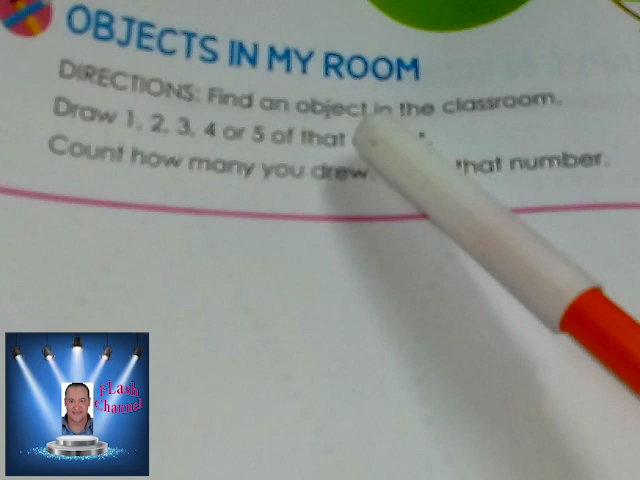 OBJECTS IN MY ROOM
DIRECTIONS: Find an object in the classroom.
Draw 1, 2, 3, 4 or 5 of that
Count how many you drew. that number.
FLash
Channel